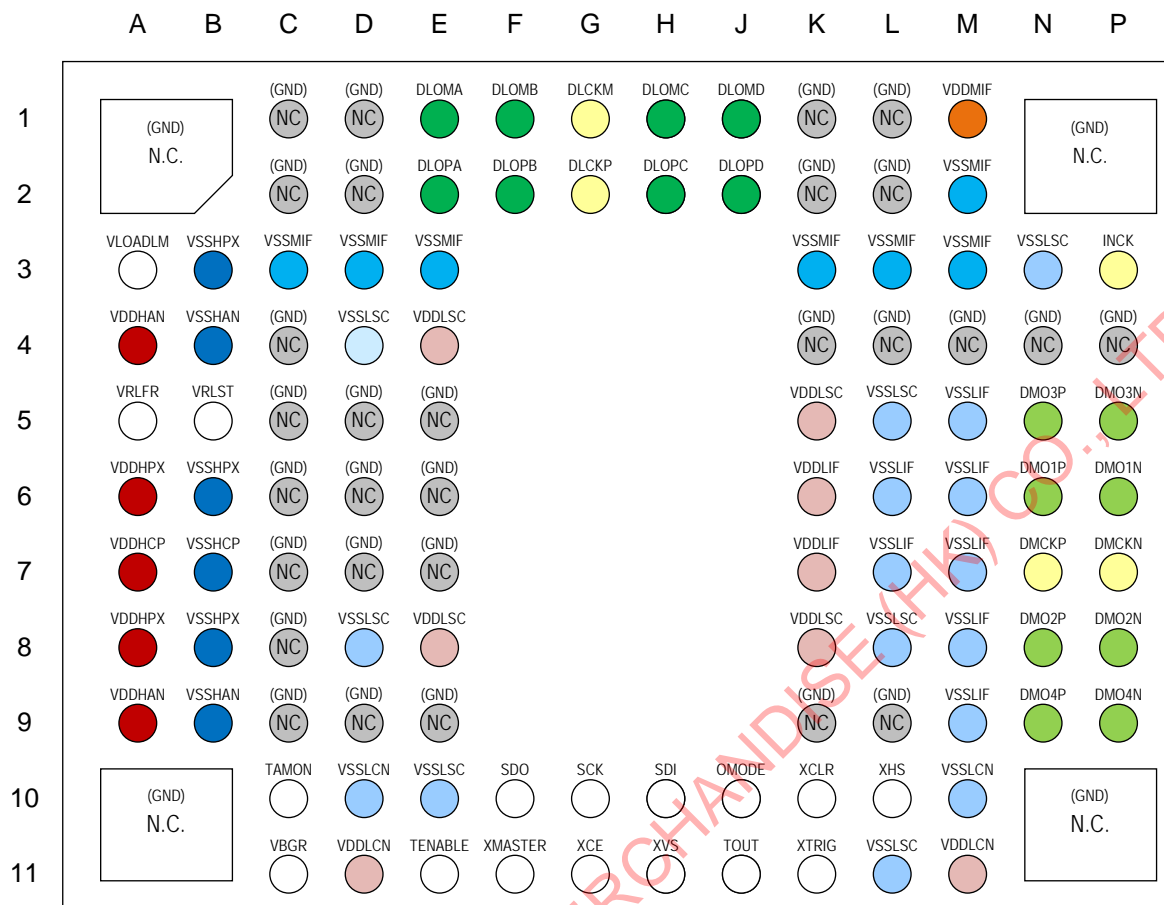 A B C D E F G H J K L M N P
(GND) (GND) DLOMA DLOMB DLCKM DLOMC DLOMD (GND) (GND) VDDMIF
1 (GND) N.C. NC NC NC NC (GND) N.C.
(GND) (GND) DLOPA DLOPB DLCKP DLOPC DLOPD (GND) (GND) VSSMIF
2 NC NC NC NC
VLOADLM VSSHPX VSSMIF VSSMIF VSSMIF VSSMIF VSSMIF VSSMIF VSSLSC INCK
3
VDDHAN VSSHAN (GND) VSSLSC VDDLSC (GND) (GND) (GND) (GND) (GND)
4 NC NC NC NC NC NC
VRLFR VRLST (GND) (GND) (GND) VDDLSC VSSLSC VSSLIF DMO3P DMO3N
5 NC NC NC
VDDHPX VSSHPX (GND) (GND) (GND) VDDLIF VSSLIF VSSLIF DMO1P DMO1N
6 NC NC NC
VDDHCP VSSHCP (GND) (GND) (GND) VDDLIF VSSLIF VSSLIF DMCKP DMCKN
7 NC NC NC
VDDHPX VSSHPX (GND) VSSLSC VDDLSC VDDLSC VSSLSC VSSLIF DMO2P DMO2N
8 NC
VDDHAN VSSHAN (GND) (GND) (GND) (GND) (GND) VSSLIF DMO4P DMO4N
9 NC NC NC NC NC
TAMON VSSLCN VSSLSC SDO SCK SDI OMODE XCLR XHS VSSLCN
10 (GND) N.C. (GND) N.C.
VBGR VDDLCN TENABLE XMASTER XCE XVS TOUT XTRIG VSSLSC VDDLCN
11
RCHANDISE (HK) CO., LT